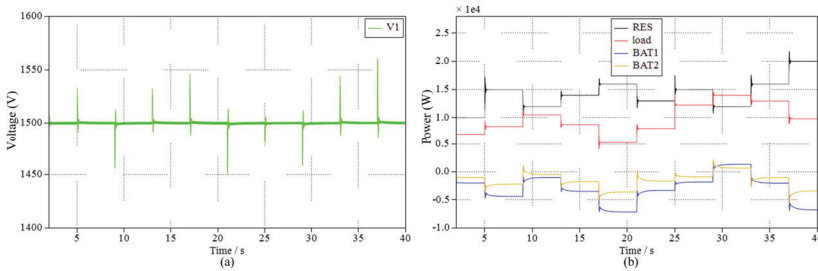 1600
1550
1500
1450
1400
Voltage (V)
V1
5
10
15
20
25
30
35
40
Time / s
(a)
× 1e4
2.5
2.0
1.5
1.0
0.5
0.0
-0.5
-1.0
Power (W)
RES
load
BAT1
BAT2
5
10
15
20
25
30
35
40
Time / s
(b)